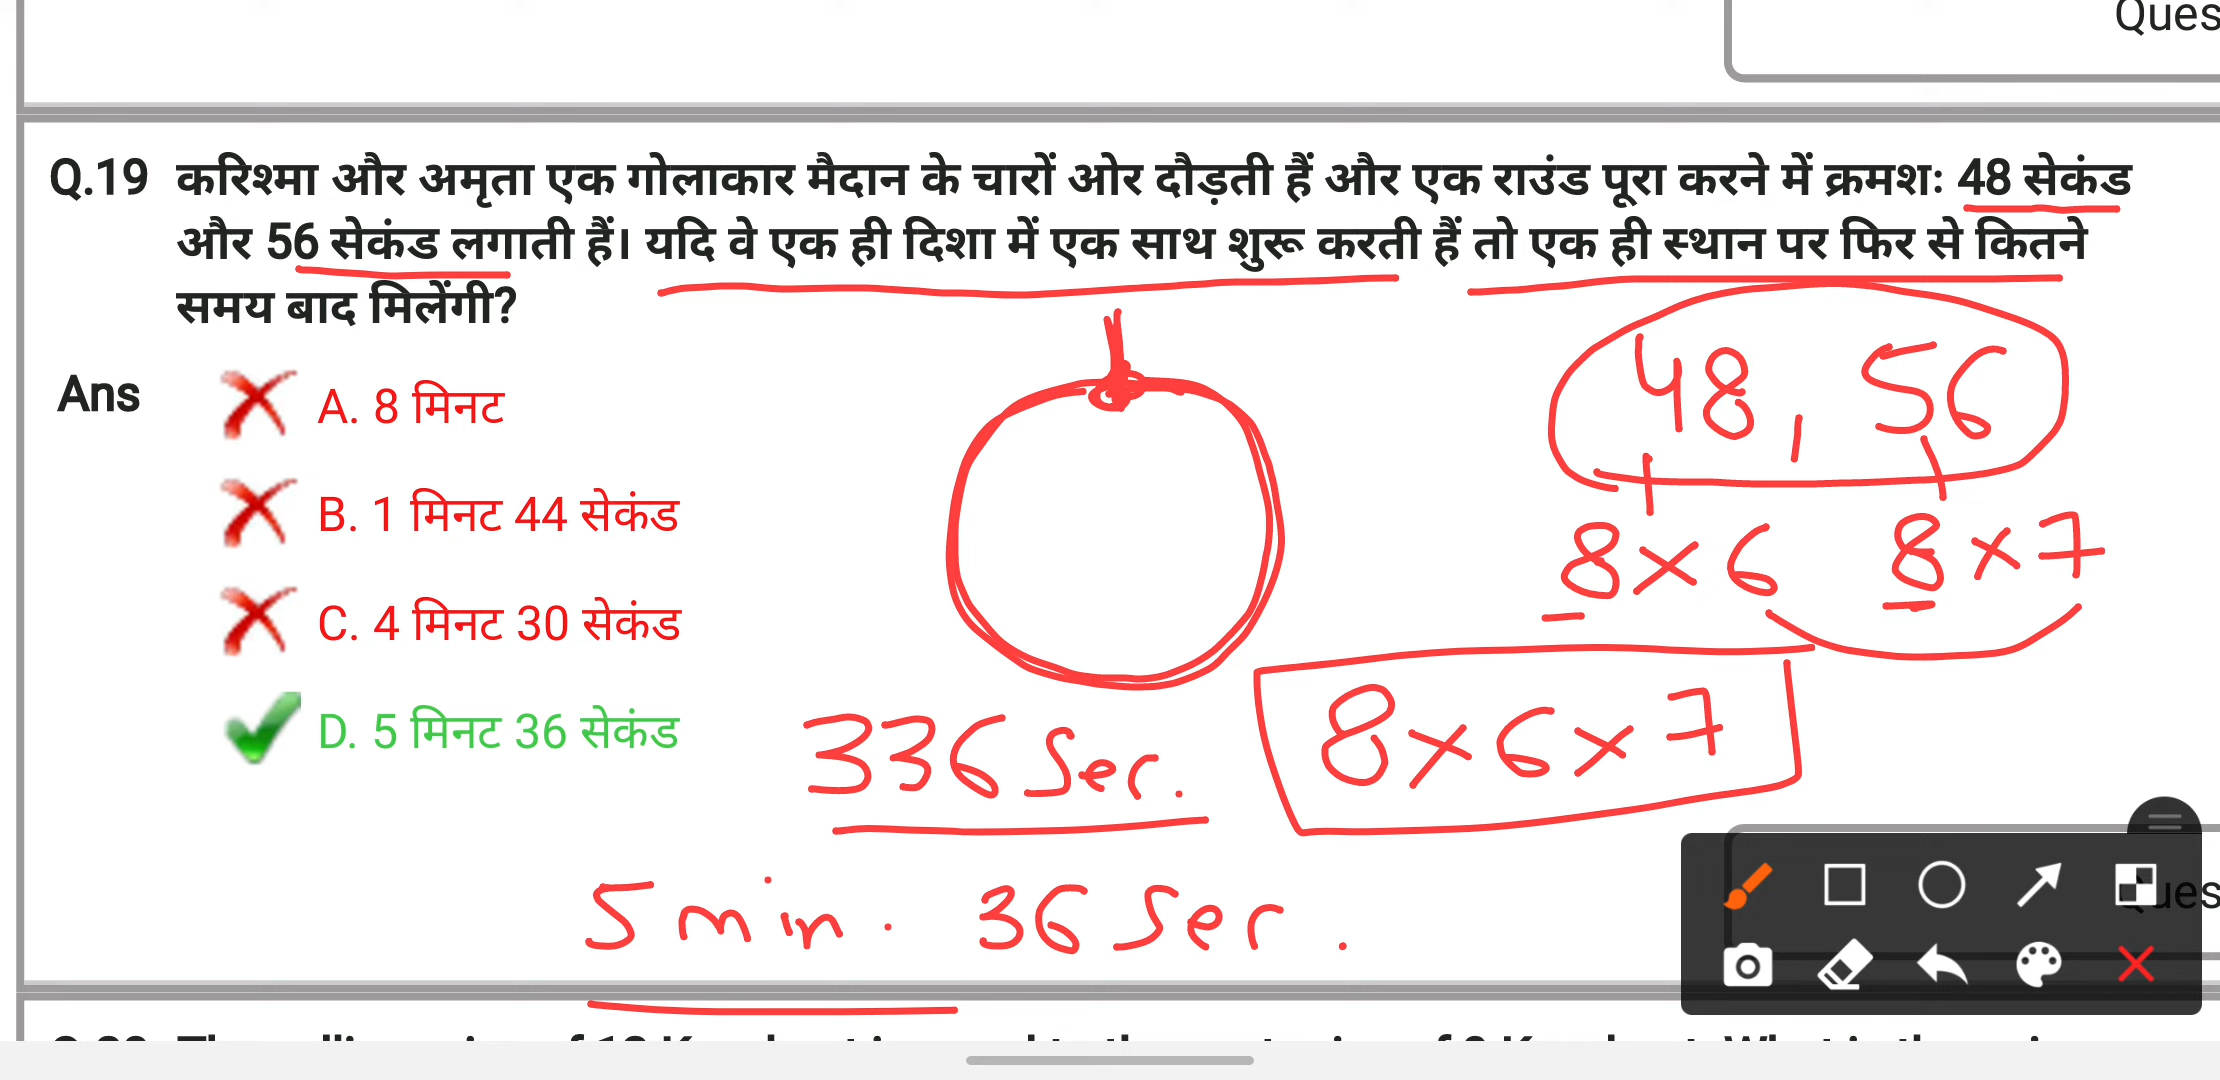 Ques
Q.19 करिश्मा और अमृता एक गोलाकार मैदान के चारों ओर दौड़ती हैं और एक राउंड पूरा करने में क्रमशः 48 सेकंड
और 56 सेकंड लगाती हैं। यदि वे एक ही दिशा में एक साथ शुरू करती हैं तो एक ही स्थान पर फिर से कितने
समय बाद मिलेंगी?
Ans
A. 8 मिनट
B. 1 मिनट 44 सेकंड
C. 4 मिनट 30 सेकंड
D. 5 मिनट 36 सेकंड
48, 56
8×6 8×7
8×6×7
336 Sec.
5 min. 36 Sec.
ues